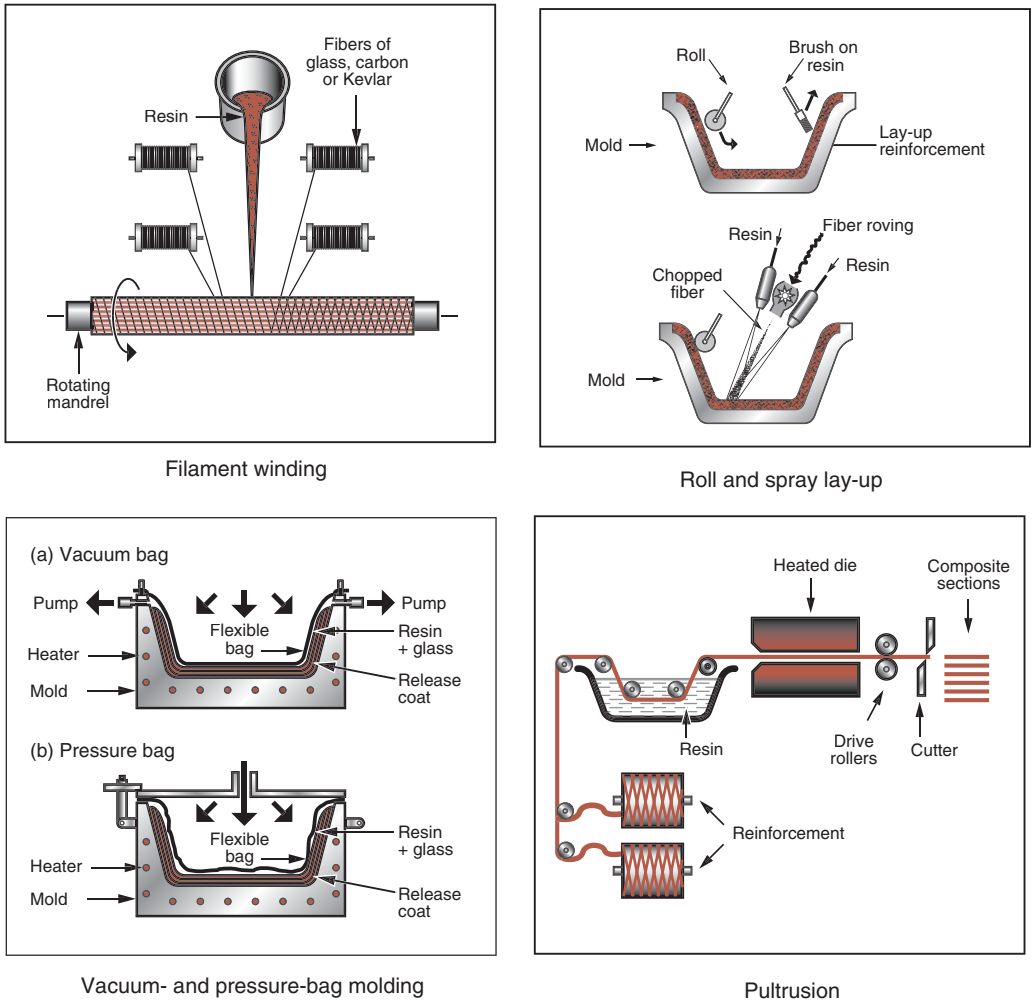 Fibers of
glass, carbon
or Kevlar
Resin
Rotating
mandrel
Filament winding
Roll
Brush on
resin
Mold
Lay-up
reinforcement
Resin
Fiber roving
Resin
Chopped
fiber
Mold
Roll and spray lay-up
(a) Vacuum bag
Pump
Pump
Flexible
bag
Resin
+ glass
Heater
Mold
Release
coat
(b) Pressure bag
Flexible
bag
Resin
+ glass
Heater
Mold
Release
coat
Vacuum- and pressure-bag molding
Heated die
Composite
sections
Resin
Drive
rollers
Cutter
Reinforcement
Pultrusion